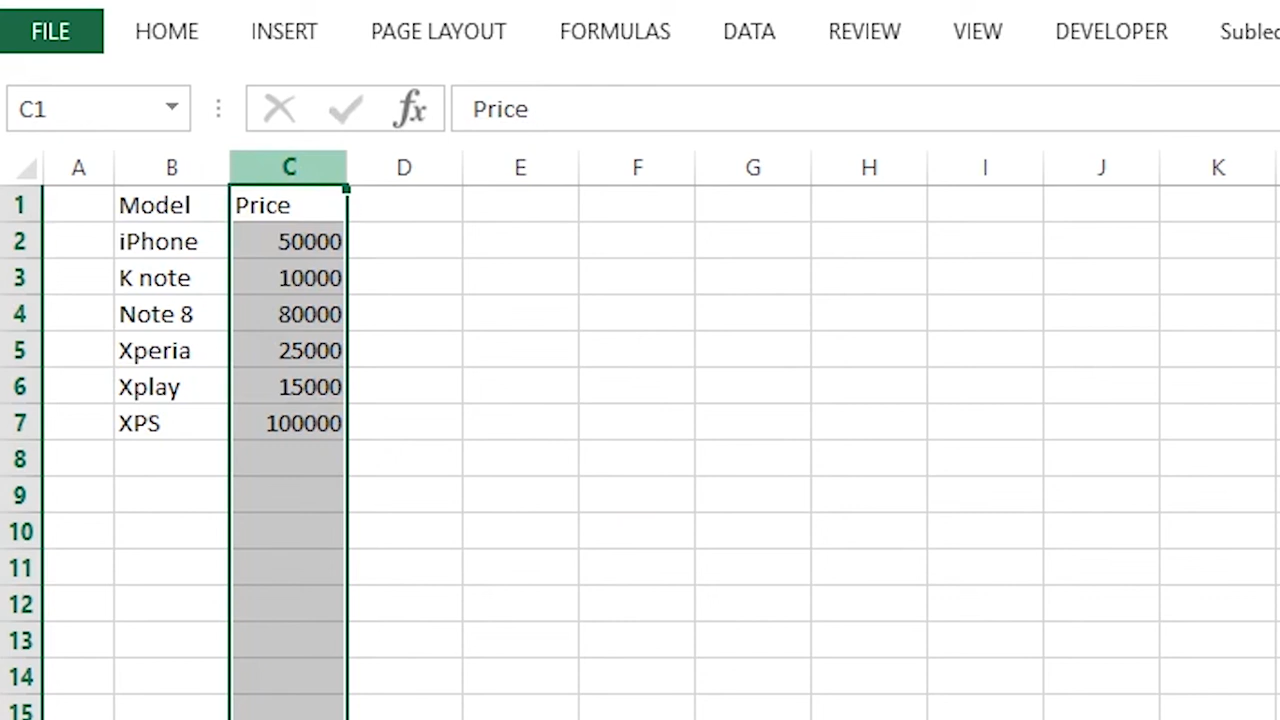 FILE HOME INSERT PAGE LAYOUT FORMULAS DATA REVIEW VIEW DEVELOPER Subled
C1 fx Price
A B C D E F G H I J K
1 Model Price
2 iPhone 50000
3 K note 10000
4 Note 8 80000
5 Xperia 25000
6 Xplay 15000
7 XPS 100000
8
9
10
11
12
13
14
15